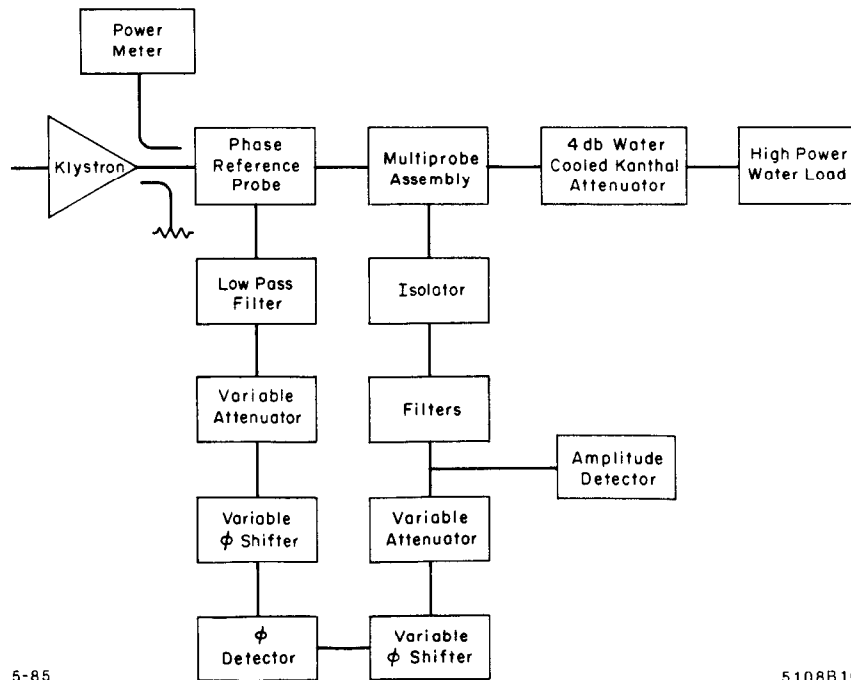 Power
Meter
Klystron
Phase
Reference
Probe
Multiprobe
Assembly
4 db Water
Cooled Kanthal
Attenuator
High Power
Water Load
Low Pass
Filter
Isolator
Variable
Attenuator
Filters
Amplitude
Detector
Variable
ϕ Shifter
Variable
Attenuator
ϕ
Detector
Variable
ϕ Shifter
5-85